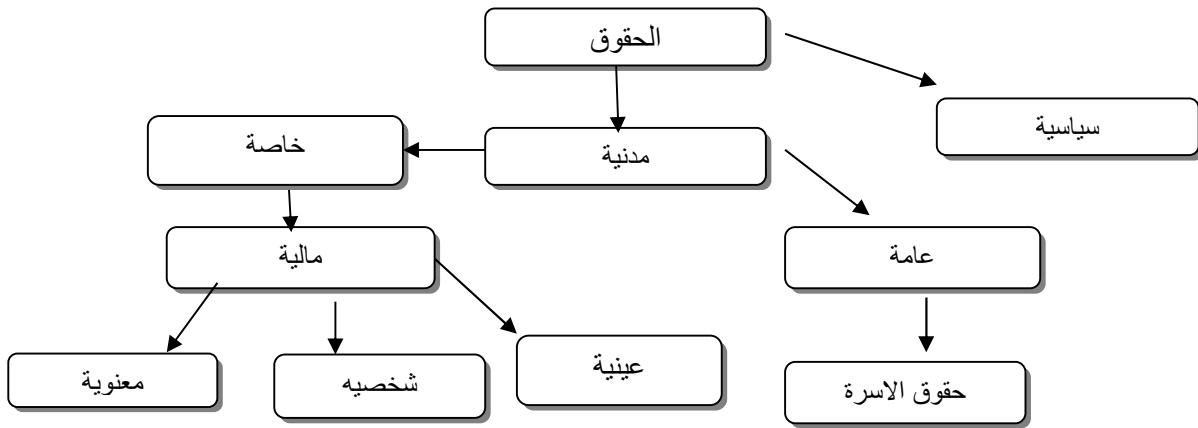 الحقوق
سياسية
مدنية
خاصة
مالية
عامة
عينية
شخصيه
معنوية
حقوق الاسرة